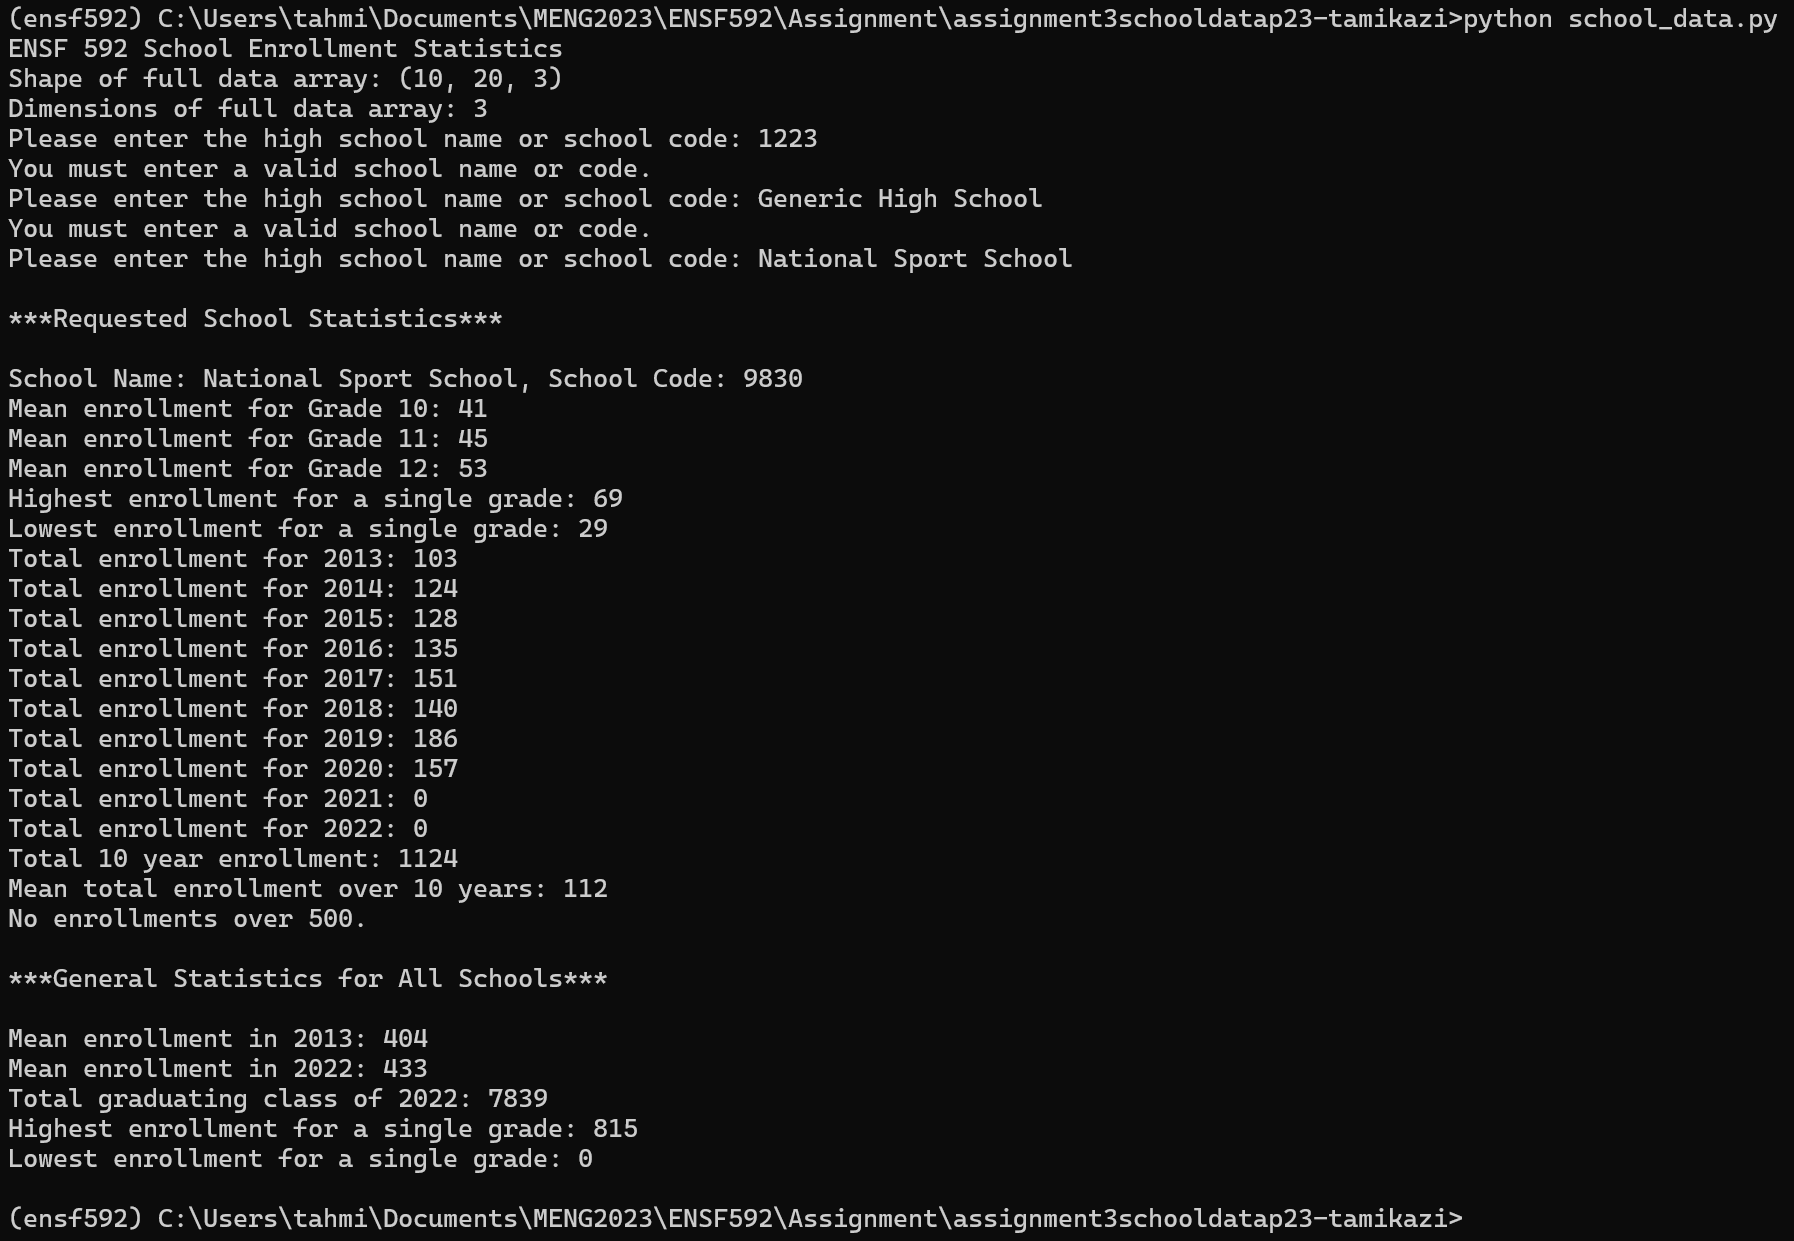 (ensf592) C:\Users\tahmi\Documents\MENG2023\ENSF592\Assignment\assignment3schooldatap23-tamikazi>python school_data.py
ENSF 592 School Enrollment Statistics
Shape of full data array: (10, 20, 3)
Dimensions of full data array: 3
Please enter the high school name or school code: 1223
You must enter a valid school name or code.
Please enter the high school name or school code: Generic High School
You must enter a valid school name or code.
Please enter the high school name or school code: National Sport School
***Requested School Statistics***
School Name: National Sport School, School Code: 9830
Mean enrollment for Grade 10: 41
Mean enrollment for Grade 11: 45
Mean enrollment for Grade 12: 53
Highest enrollment for a single grade: 69
Lowest enrollment for a single grade: 29
Total enrollment for 2013: 103
Total enrollment for 2014: 124
Total enrollment for 2015: 128
Total enrollment for 2016: 135
Total enrollment for 2017: 151
Total enrollment for 2018: 140
Total enrollment for 2019: 186
Total enrollment for 2020: 157
Total enrollment for 2021: 0
Total enrollment for 2022: 0
Total 10 year enrollment: 1124
Mean total enrollment over 10 years: 112
No enrollments over 500.
***General Statistics for All Schools***
Mean enrollment in 2013: 404
Mean enrollment in 2022: 433
Total graduating class of 2022: 7839
Highest enrollment for a single grade: 815
Lowest enrollment for a single grade: 0
(ensf592) C:\Users\tahmi\Documents\MENG2023\ENSF592\Assignment\assignment3schooldatap23-tamikazi>